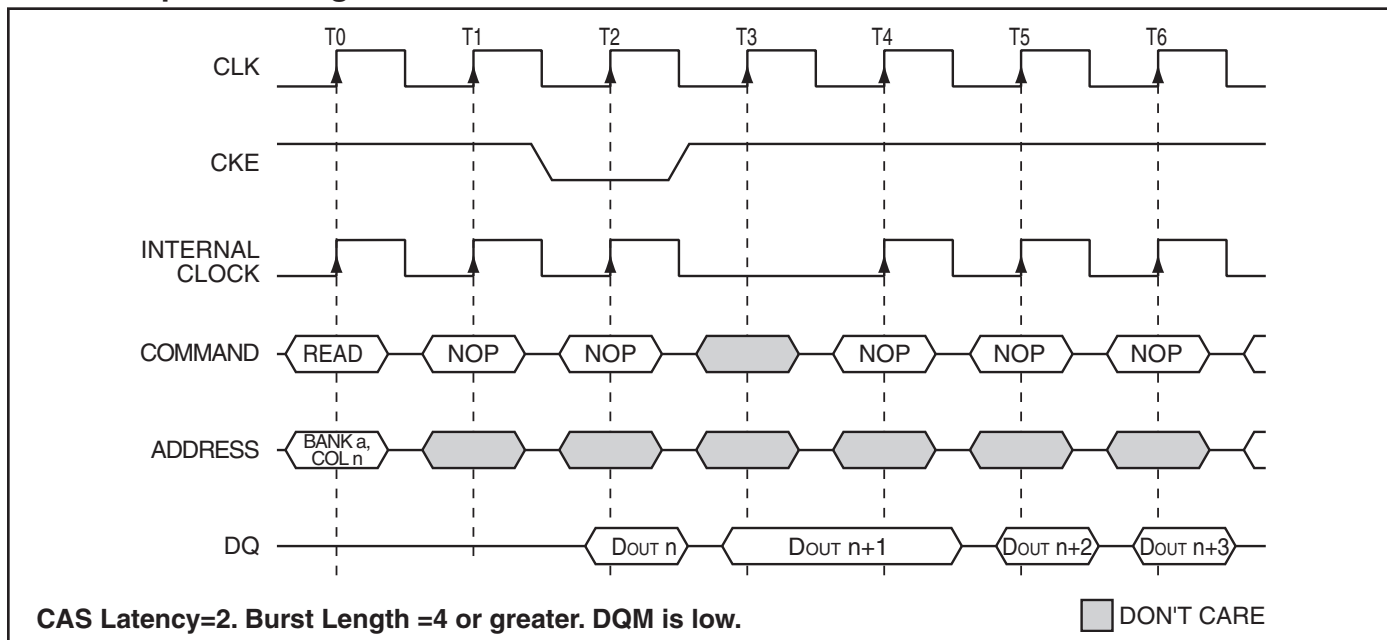 T0 T1 T2 T3 T4 T5 T6
CLK
CKE
INTERNAL
CLOCK
COMMAND READ NOP NOP NOP NOP NOP
ADDRESS BANK a,
COL n
DQ DOUT n DOUT n+1 DOUT n+2 DOUT n+3
CAS Latency=2. Burst Length =4 or greater. DQM is low. DON'T CARE